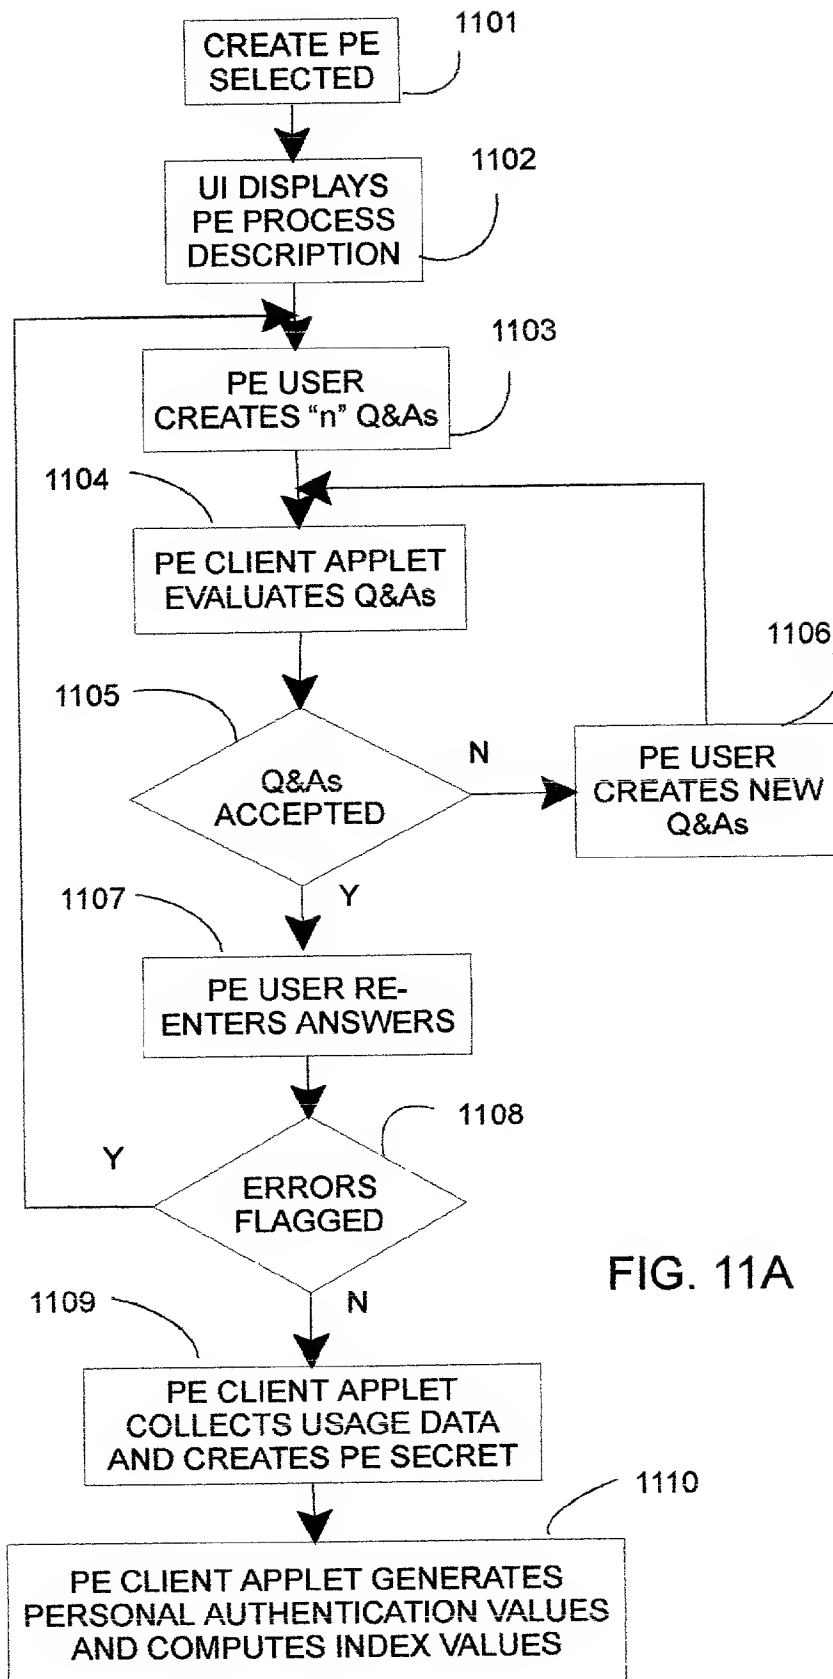 1101
CREATE PE
SELECTED
1102
UI DISPLAYS
PE PROCESS
DESCRIPTION
1103
PE USER
CREATES “n” Q&As
1104
PE CLIENT APPLET
EVALUATES Q&As
1106
1105
N
Q&As
ACCEPTED
PE USER
CREATES NEW
Q&As
1107
Y
PE USER RE-
ENTERS ANSWERS
1108
Y
ERRORS
FLAGGED
FIG. 11A
1109
N
PE CLIENT APPLET
COLLECTS USAGE DATA
AND CREATES PE SECRET
1110
PE CLIENT APPLET GENERATES
PERSONAL AUTHENTICATION VALUES
AND COMPUTES INDEX VALUES